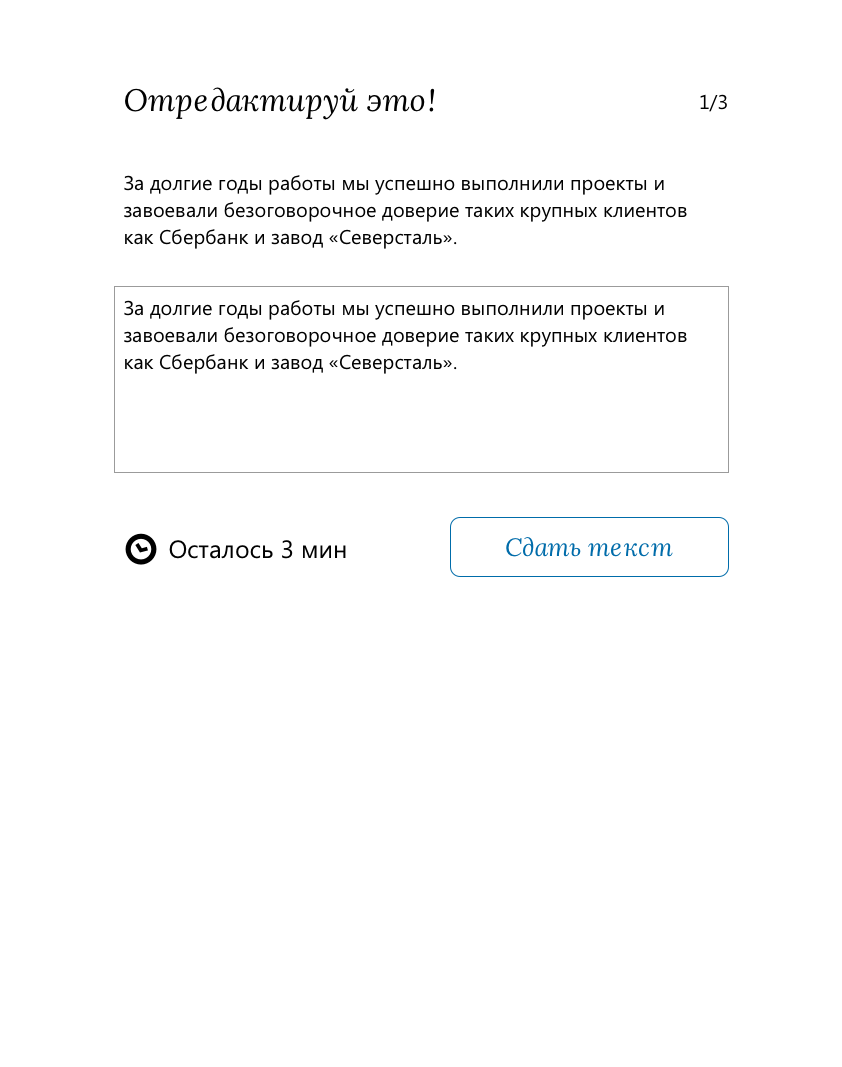 Отредактируй это!
1/3
За долгие годы работы мы успешно выполнили проекты и
завоевали безоговорочное доверие таких крупных клиентов
как Сбербанк и завод «Северсталь».
За долгие годы работы мы успешно выполнили проекты и
завоевали безоговорочное доверие таких крупных клиентов
как Сбербанк и завод «Северсталь».
Осталось 3 мин
Сдать текст